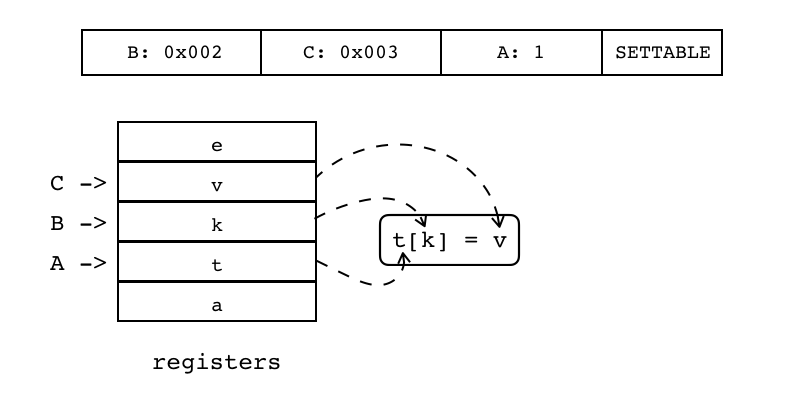 B: 0x002 C: 0x003 A: 1 SETTABLE
e
C -> v
B -> k
t[k] = v
A -> t
a
registers